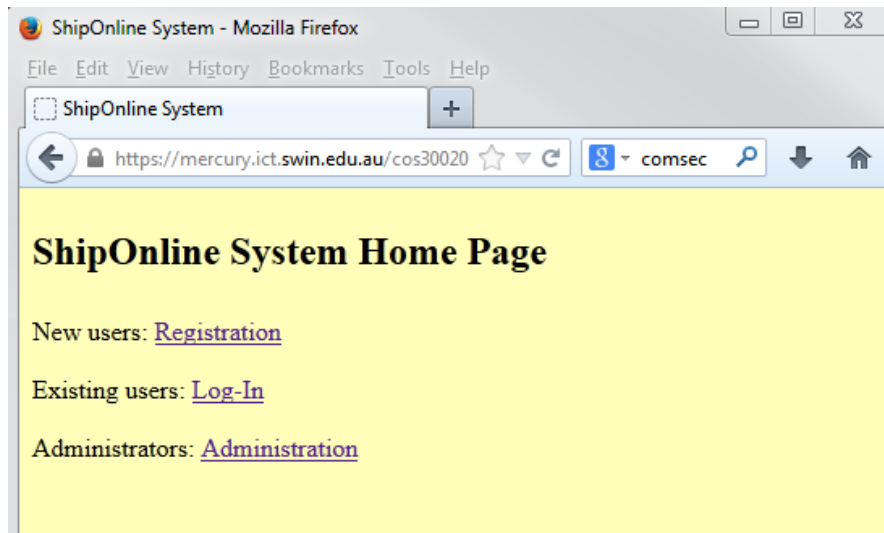 ShipOnline System - Mozilla Firefox
File Edit View History Bookmarks Tools Help
ShipOnline System +
https://mercury.ict.swin.edu.au/cos30020 8 comsec
ShipOnline System Home Page
New users: Registration
Existing users: Log-In
Administrators: Administration